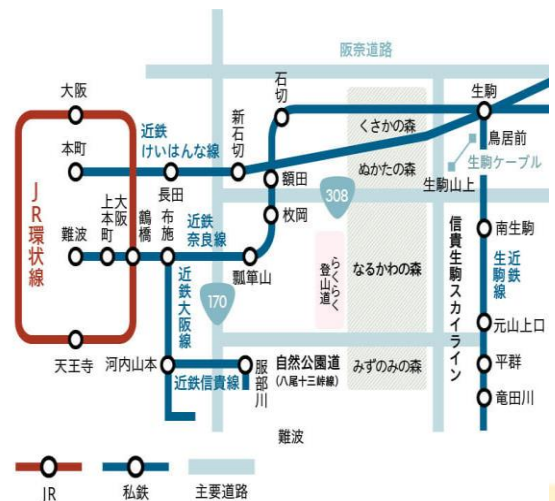 阪奈道路
大阪
石切
生駒
新石切
くさかの森
鳥居前
本町
近鉄
けいはんな線
生駒ケーブル
長田
額田
ぬかたの森
生駒山上
308
JR環状線
上本町
大阪
鶴橋
布施
枚岡
難波
近鉄
奈良線
南生駒
瓢箪山
らくらく
登山道
なるかわの森
信貴生駒スカイライン
近鉄
生駒線
近鉄大阪線
170
元山上口
天王寺
河内山本
近鉄信貴線
服部川
自然公園道
(八尾十三峠線)
みずのみの森
平群
竜田川
難波
JR
私鉄
主要道路